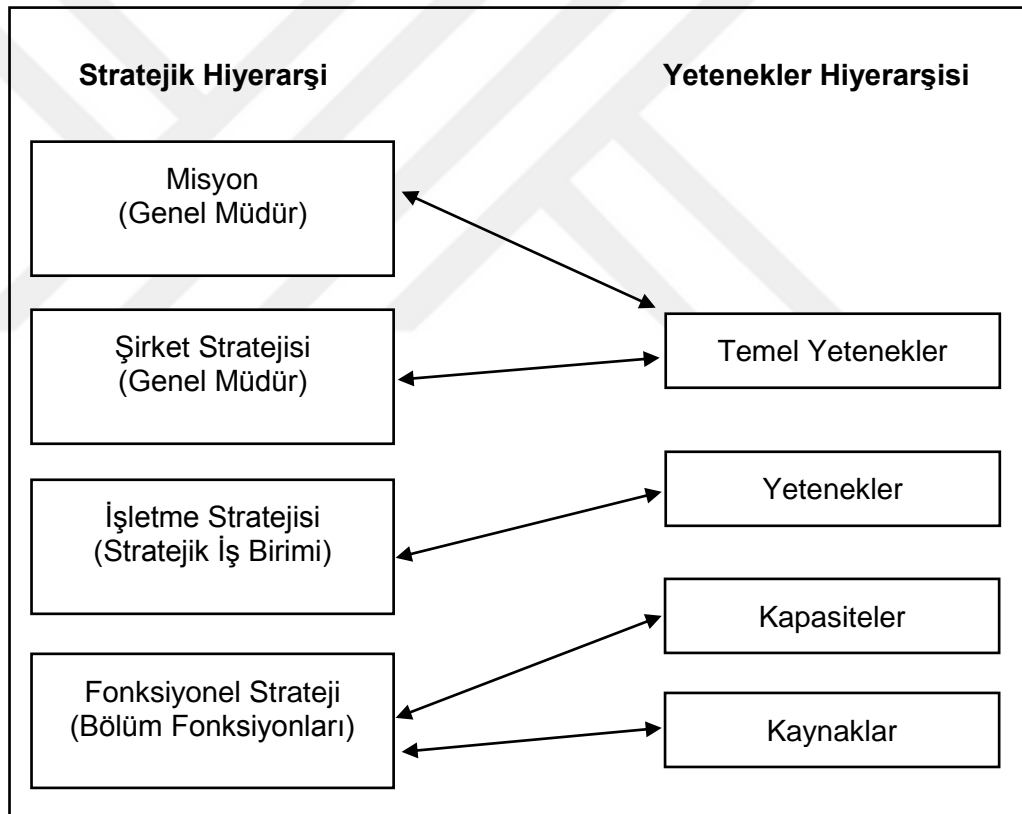 Stratejik Hiyerarşi
Yetenekler Hiyerarşisi
Misyon
(Genel Müdür)
Şirket Stratejisi
(Genel Müdür)
Temel Yetenekler
İşletme Stratejisi
(Stratejik İş Birimi)
Yetenekler
Kapasiteler
Fonksiyonel Strateji
(Bölüm Fonksiyonları)
Kaynaklar